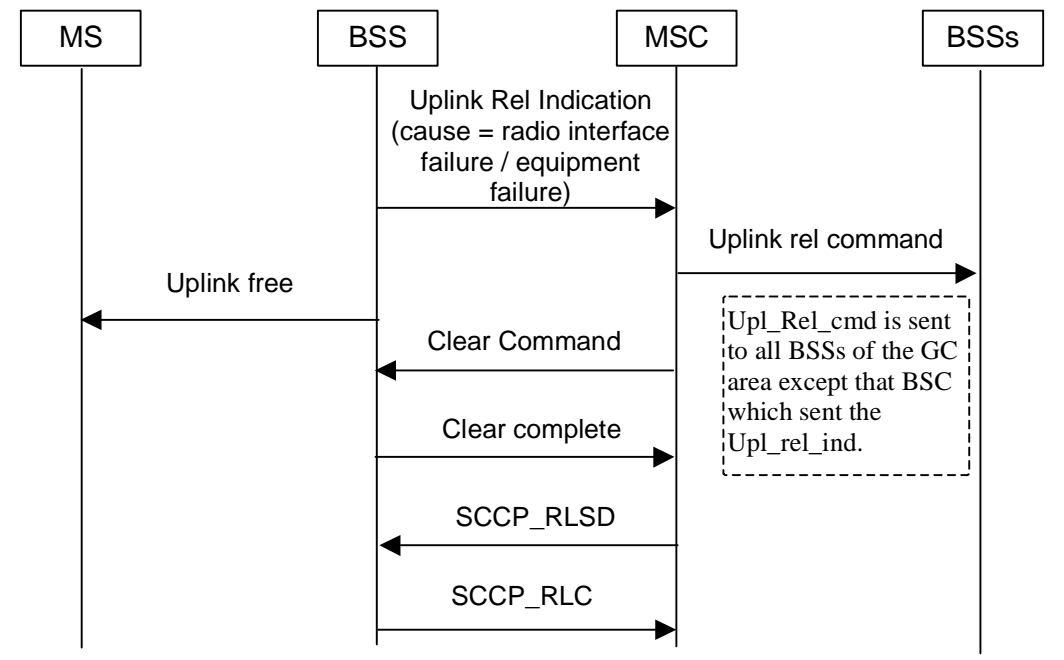 MS
BSS
MSC
BSSs
Uplink Rel Indication
(cause = radio interface
failure / equipment
failure)
Uplink rel command
Uplink free
Upl_Rel_cmd is sent
to all BSSs of the GC
area except that BSC
which sent the
Upl_rel_ind.
Clear Command
Clear complete
SCCP_RLSD
SCCP_RLC